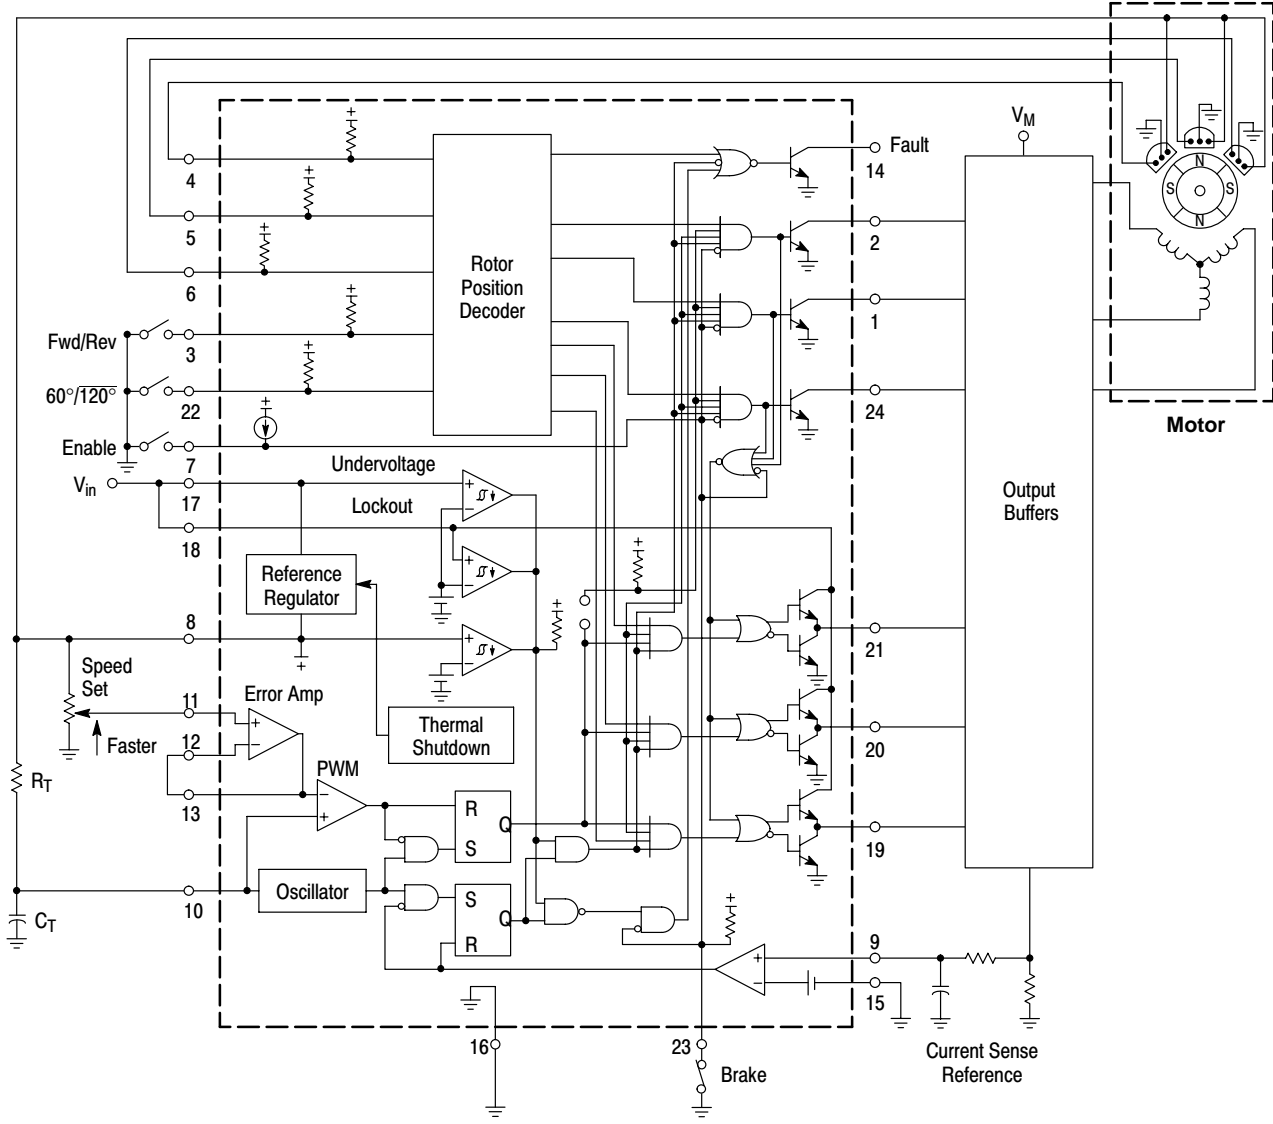 V_M
Fault
14
4
N
S
S
N
5
2
Rotor
Position
Decoder
6
1
Fwd/Rev
3
60°/120°
22
24
Motor
Enable
7
Undervoltage
V_in
17
Lockout
Output
Buffers
+
−
18
+
−
Reference
Regulator
8
+
−
21
Speed
Set
11
Error Amp
+
−
Thermal
Shutdown
20
Faster
12
R_T
PWM
13
−
+
R
Q
S
19
10
Oscillator
C_T
S
Q
R
9
+
−
15
16
23
Current Sense
Reference
Brake